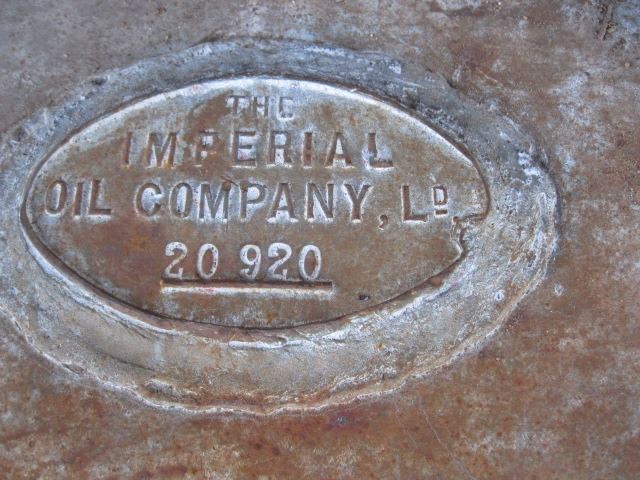 THE
IMPERIAL
OIL COMPANY, LD
20 920